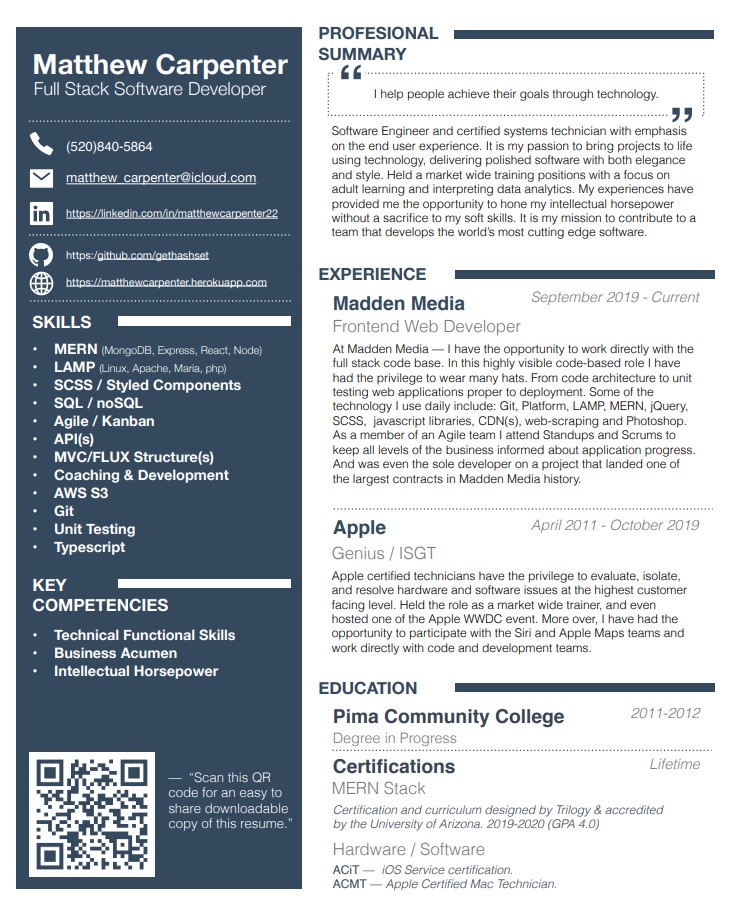 Matthew Carpenter
Full Stack Software Developer
(520)840-5864
matthew_carpenter@icloud.com
https://linkedin.com/in/matthewcarpenter22
https:/github.com/gethashset
https://matthewcarpenter.herokuapp.com
SKILLS
• MERN (MongoDB, Express, React, Node)
• LAMP (Linux, Apache, Maria, php)
• SCSS / Styled Components
• SQL / noSQL
• Agile / Kanban
• API(s)
• MVC/FLUX Structure(s)
• Coaching & Development
• AWS S3
• Git
• Unit Testing
• Typescript
KEY
COMPETENCIES
• Technical Functional Skills
• Business Acumen
• Intellectual Horsepower
— “Scan this QR
code for an easy to
share downloadable
copy of this resume.”
PROFESIONAL
SUMMARY
“
I help people achieve their goals through technology.
”
Software Engineer and certified systems technician with emphasis
on the end user experience. It is my passion to bring projects to life
using technology, delivering polished software with both elegance
and style. Held a market wide training positions with a focus on
adult learning and interpreting data analytics. My experiences have
provided me the opportunity to hone my intellectual horsepower
without a sacrifice to my soft skills. It is my mission to contribute to a
team that develops the world’s most cutting edge software.
EXPERIENCE
Madden Media September 2019 - Current
Frontend Web Developer
At Madden Media — I have the opportunity to work directly with the
full stack code base. In this highly visible code-based role I have
had the privilege to wear many hats. From code architecture to unit
testing web applications proper to deployment. Some of the
technology I use daily include: Git, Platform, LAMP, MERN, jQuery,
SCSS, javascript libraries, CDN(s), web-scraping and Photoshop.
As a member of an Agile team I attend Standups and Scrums to
keep all levels of the business informed about application progress.
And was even the sole developer on a project that landed one of
the largest contracts in Madden Media history.
Apple April 2011 - October 2019
Genius / ISGT
Apple certified technicians have the privilege to evaluate, isolate,
and resolve hardware and software issues at the highest customer
facing level. Held the role as a market wide trainer, and even
hosted one of the Apple WWDC event. More over, I have had the
opportunity to participate with the Siri and Apple Maps teams and
work directly with code and development teams.
EDUCATION
Pima Community College 2011-2012
Degree in Progress
Certifications Lifetime
MERN Stack
Certification and curriculum designed by Trilogy & accredited
by the University of Arizona. 2019-2020 (GPA 4.0)
Hardware / Software
ACiT — iOS Service certification.
ACMT — Apple Certified Mac Technician.